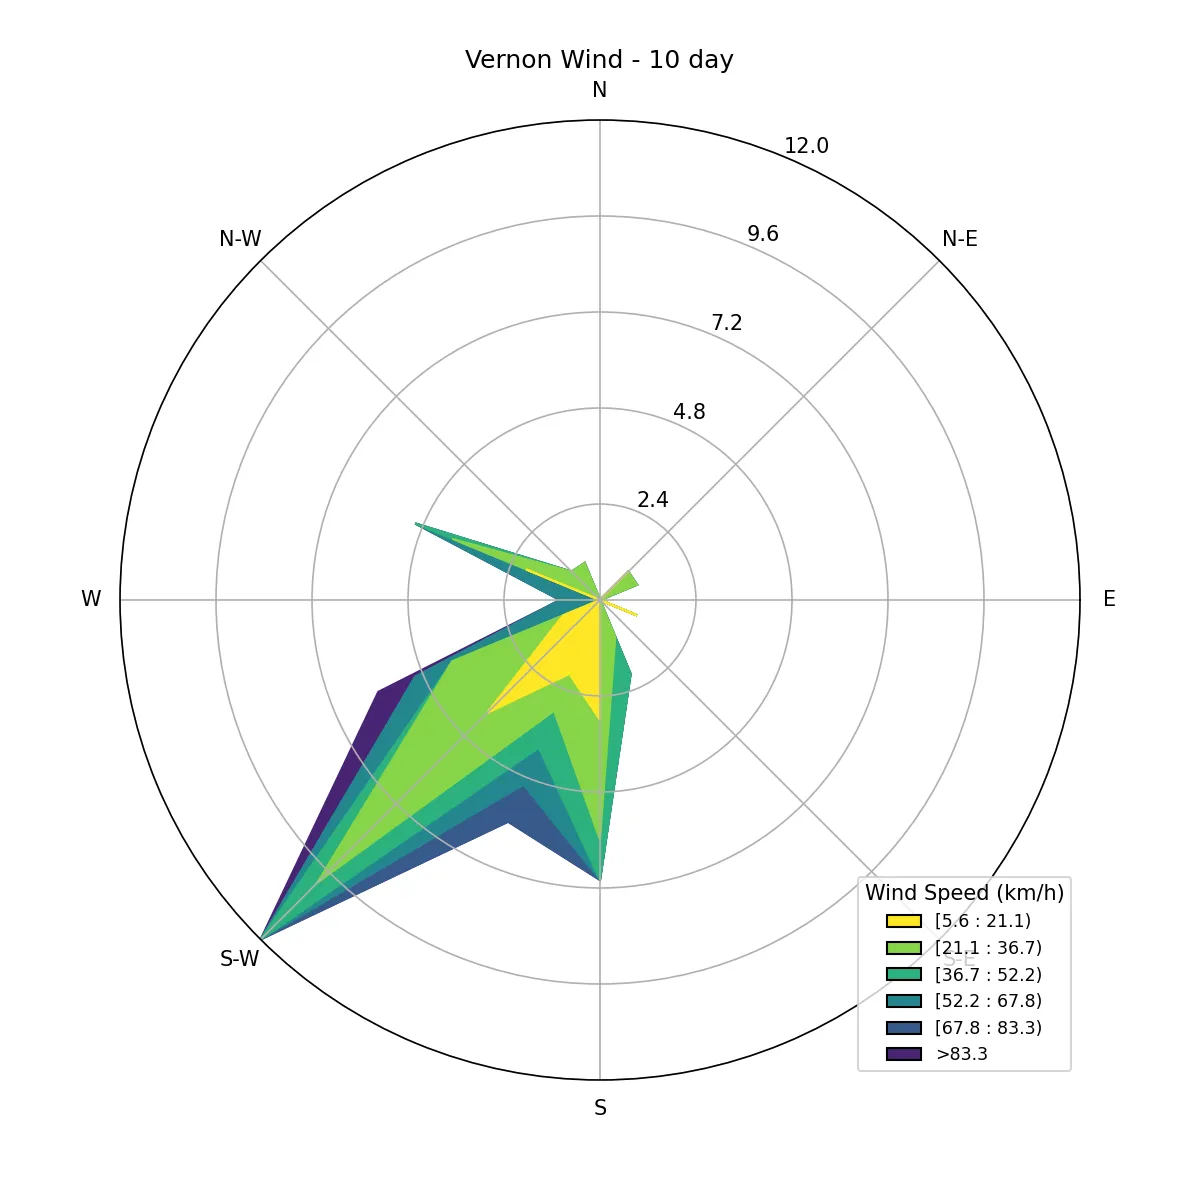 Vernon Wind - 10 day
N
12.0
N-W
9.6
N-E
7.2
4.8
2.4
W
E
S-W
S-E
S
Wind Speed (km/h)
[5.6 : 21.1)
[21.1 : 36.7)
[36.7 : 52.2)
[52.2 : 67.8)
[67.8 : 83.3)
>83.3